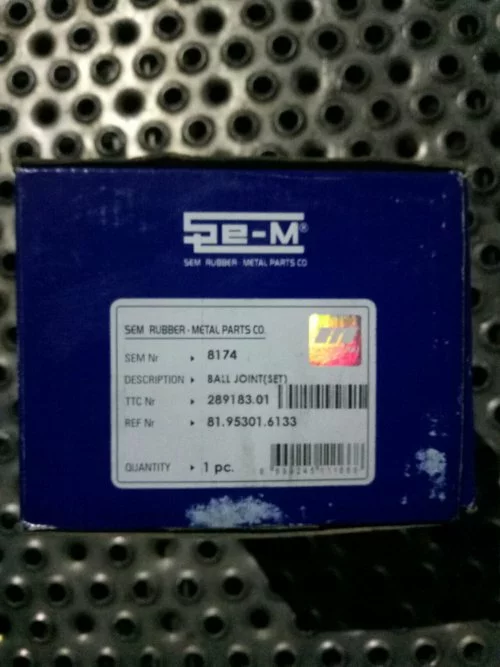 Se-M®
SEM RUBBER - METAL PARTS CO
SEM RUBBER - METAL PARTS CO.
SEM Nr ▸ 8174
DESCRIPTION ▸ BALL JOINT(SET)
TTC Nr ▸ 289183.01
REF Nr ▸ 81.95301.6133
QUANTITY ▸ 1 pc.